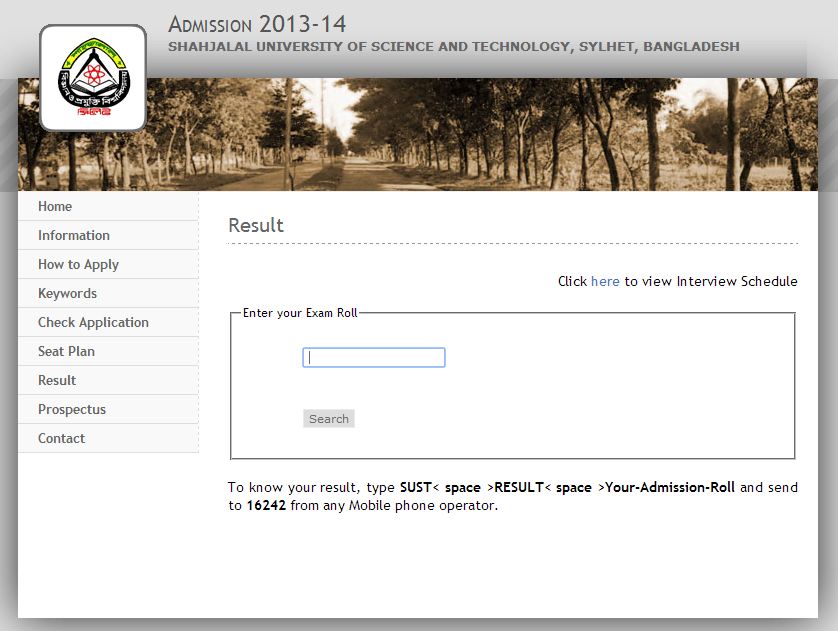 Admission 2013-14
SHAHJALAL UNIVERSITY OF SCIENCE AND TECHNOLOGY, SYLHET, BANGLADESH
বিজ্ঞান ও প্রযুক্তি বিশ্ববিদ্যালয়
সিলেট
Home
Information
How to Apply
Keywords
Check Application
Seat Plan
Result
Prospectus
Contact
Result
Click here to view Interview Schedule
Enter your Exam Roll
Search
To know your result, type SUST< space >RESULT< space >Your-Admission-Roll and send
to 16242 from any Mobile phone operator.